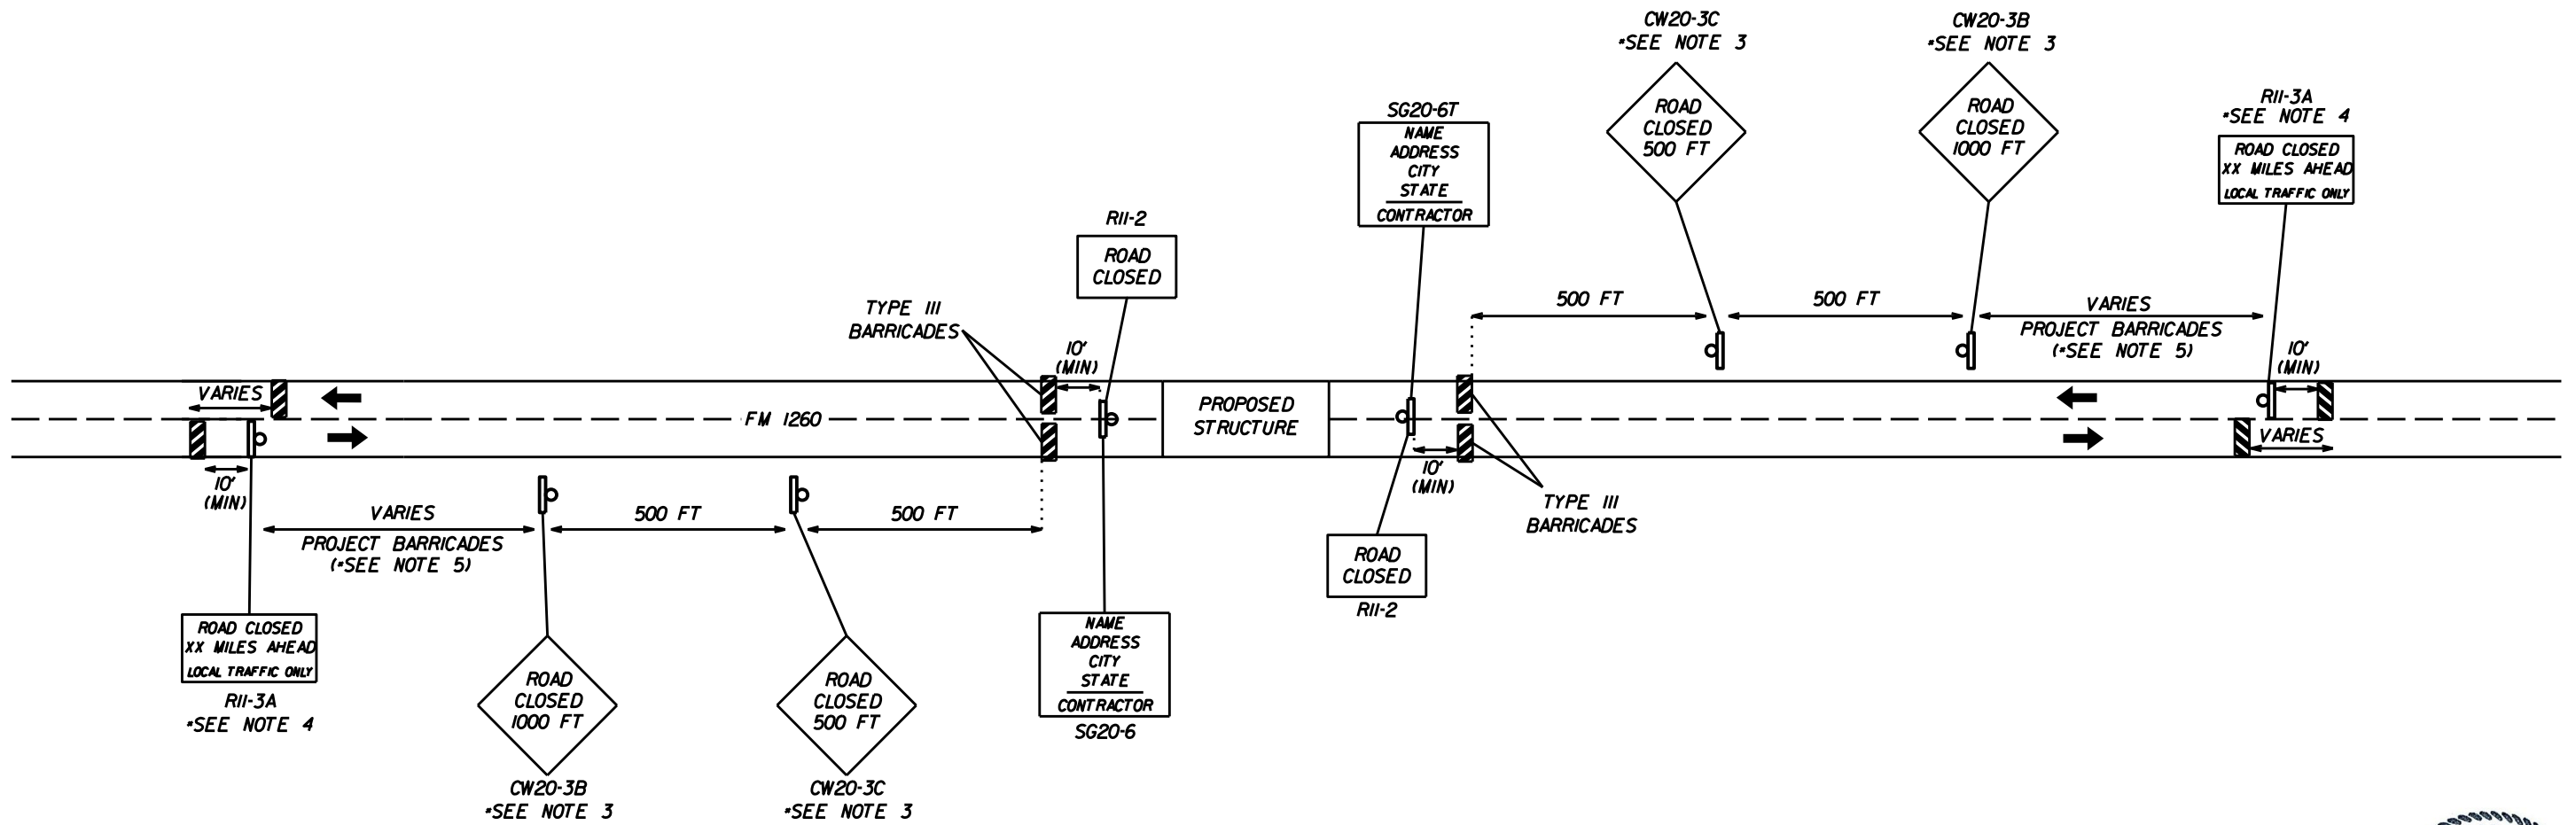 CW20-3C
*SEE NOTE 3
ROAD
CLOSED
500 FT
CW20-3B
*SEE NOTE 3
ROAD
CLOSED
1000 FT
R11-3A
*SEE NOTE 4
ROAD CLOSED
XX MILES AHEAD
LOCAL TRAFFIC ONLY
SG20-6T
NAME
ADDRESS
CITY
STATE
CONTRACTOR
R11-2
ROAD
CLOSED
TYPE III
BARRICADES
10'
(MIN)
500 FT
500 FT
VARIES
PROJECT BARRICADES
(*SEE NOTE 5)
10'
(MIN)
VARIES
FM 1260
PROPOSED
STRUCTURE
VARIES
10'
(MIN)
VARIES
PROJECT BARRICADES
(*SEE NOTE 5)
500 FT
500 FT
10'
(MIN)
TYPE III
BARRICADES
ROAD
CLOSED
R11-2
ROAD CLOSED
XX MILES AHEAD
LOCAL TRAFFIC ONLY
R11-3A
*SEE NOTE 4
ROAD
CLOSED
1000 FT
CW20-3B
*SEE NOTE 3
ROAD
CLOSED
500 FT
CW20-3C
*SEE NOTE 3
NAME
ADDRESS
CITY
STATE
CONTRACTOR
SG20-6